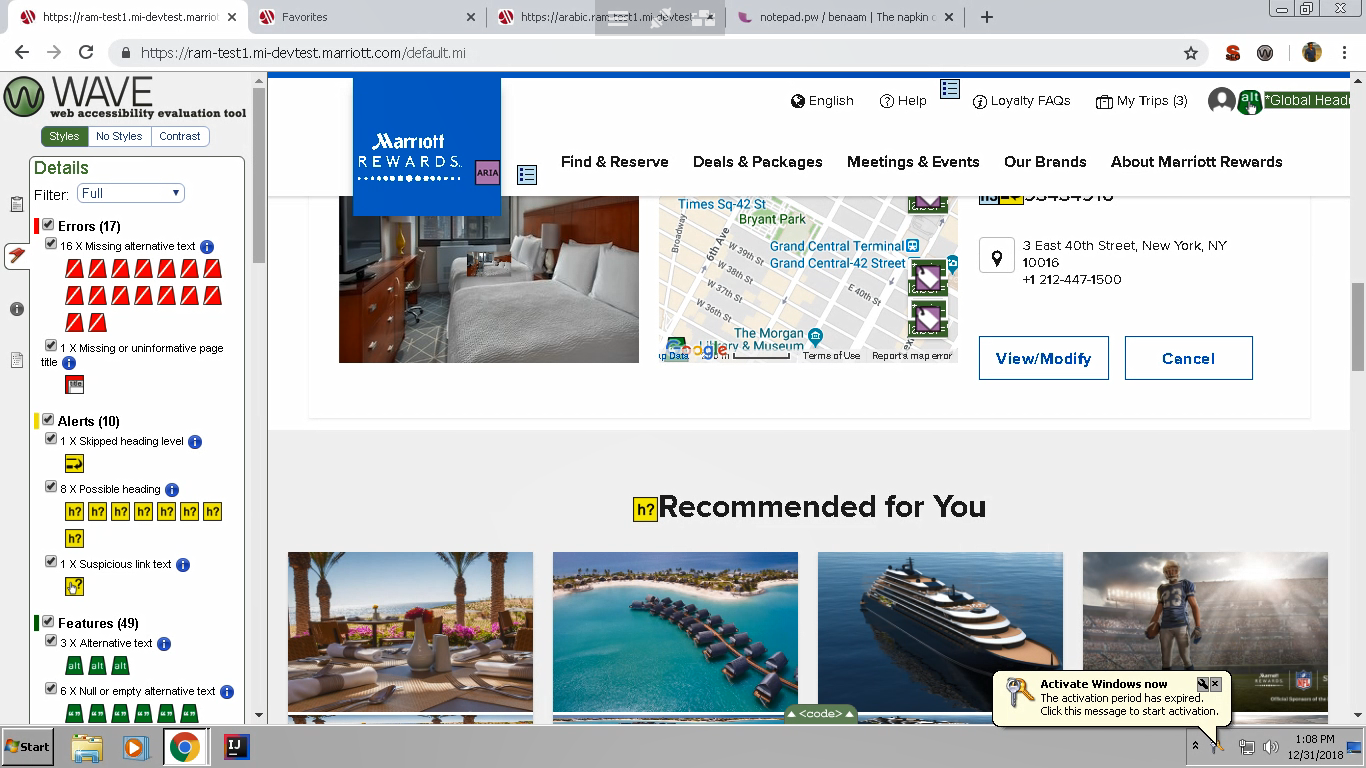 https://ram-test1.mi-devtest.marriot
Favorites
https://arabic.ram-test1.mi-devtest
notepad.pw / benaam | The napkin
https://ram-test1.mi-devtest.marriott.com/default.mi
WAVE
web accessibility evaluation tool
Styles
No Styles
Contrast
Details
Filter: Full
Errors (17)
16 X Missing alternative text
1 X Missing or uninformative page
title
Alerts (10)
1 X Skipped heading level
8 X Possible heading
h? h? h? h? h? h? h?
h?
1 X Suspicious link text
Features (49)
3 X Alternative text
alt alt alt
6 X Null or empty alternative text
English
Help
Loyalty FAQs
My Trips (3)
alt
*Global Head
Marriott
REWARDS
ARIA
Find & Reserve
Deals & Packages
Meetings & Events
Our Brands
About Marriott Rewards
Times Sq-42 St
Bryant Park
Broadway
6th Ave
W 39th St
W 38th St
W 37th St
W 36th St
Grand Central Terminal
Grand Central-42 Street
E 40th St
The Morgan
Library & Museum
Google
Terms of Use
Report a map error
3 East 40th Street, New York, NY
10016
+1 212-447-1500
View/Modify
Cancel
h? Recommended for You
<code>
Activate Windows now
The activation period has expired.
Click this message to start activation.
Start
IJ
1:08 PM
12/31/2018